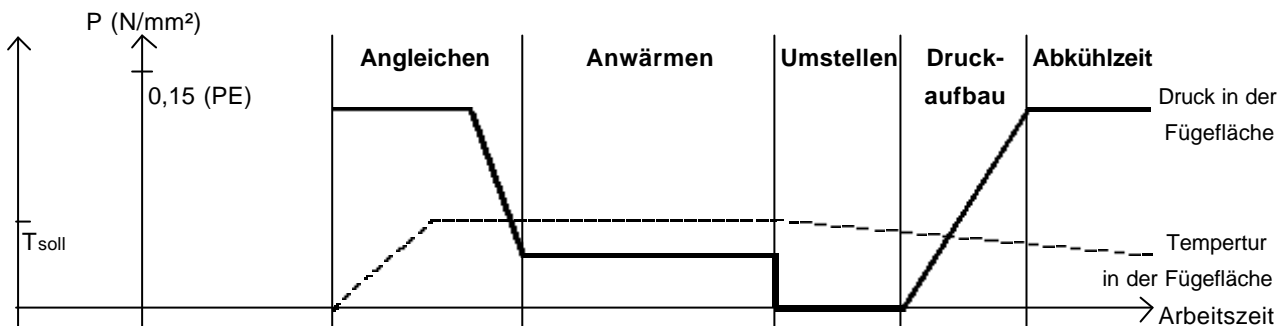 P (N/mm²)
Angleichen
Anwärmen
Umstellen
Druck-
aufbau
Abkühlzeit
0,15 (PE)
Druck in der
Fügefläche
Tsoll
Tempertur
in der Fügefläche
Arbeitszeit